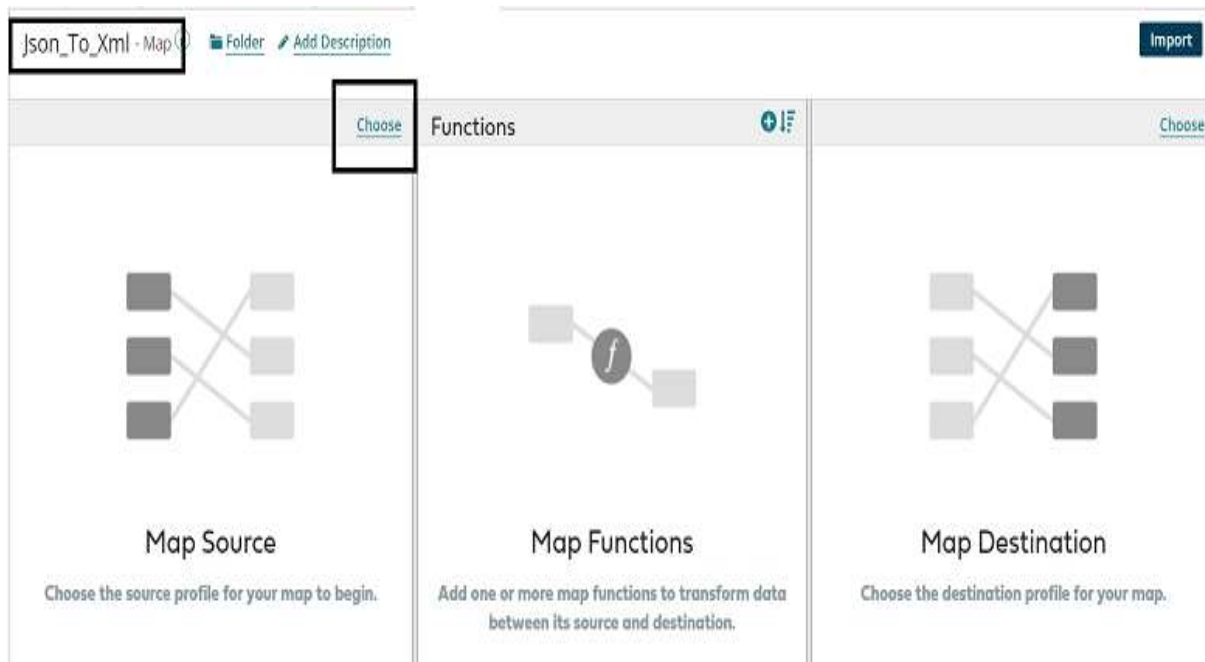 Json_To_Xml - Map Folder Add Description
Import
Choose
Functions
Choose
Map Source
Choose the source profile for your map to begin.
Map Functions
Add one or more map functions to transform data
between its source and destination.
Map Destination
Choose the destination profile for your map.